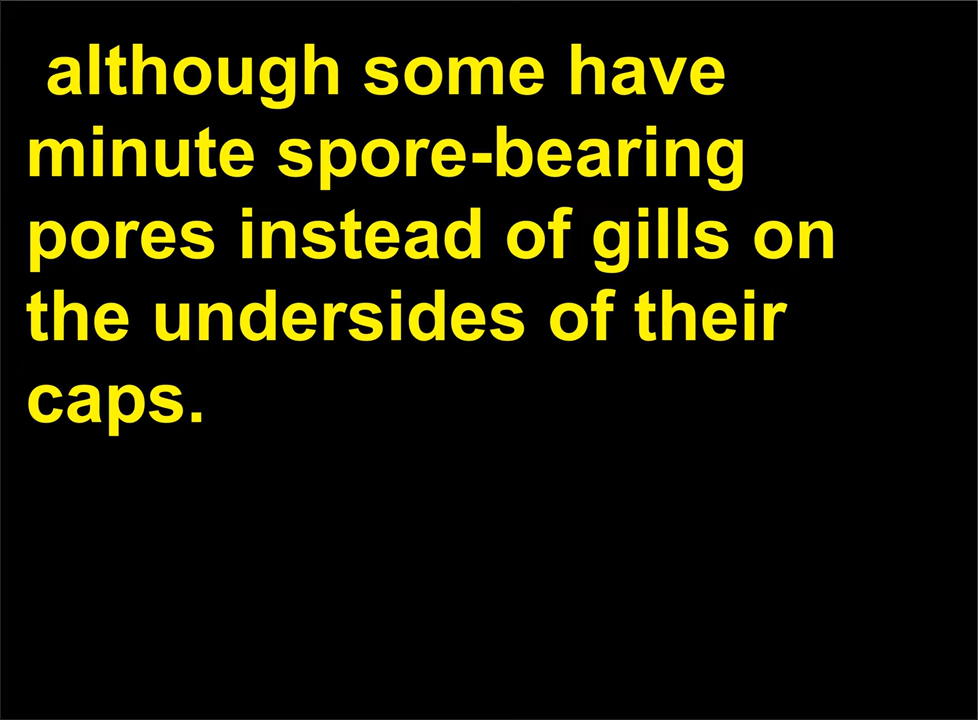 although some have
minute spore-bearing
pores instead of gills on
the undersides of their
caps.